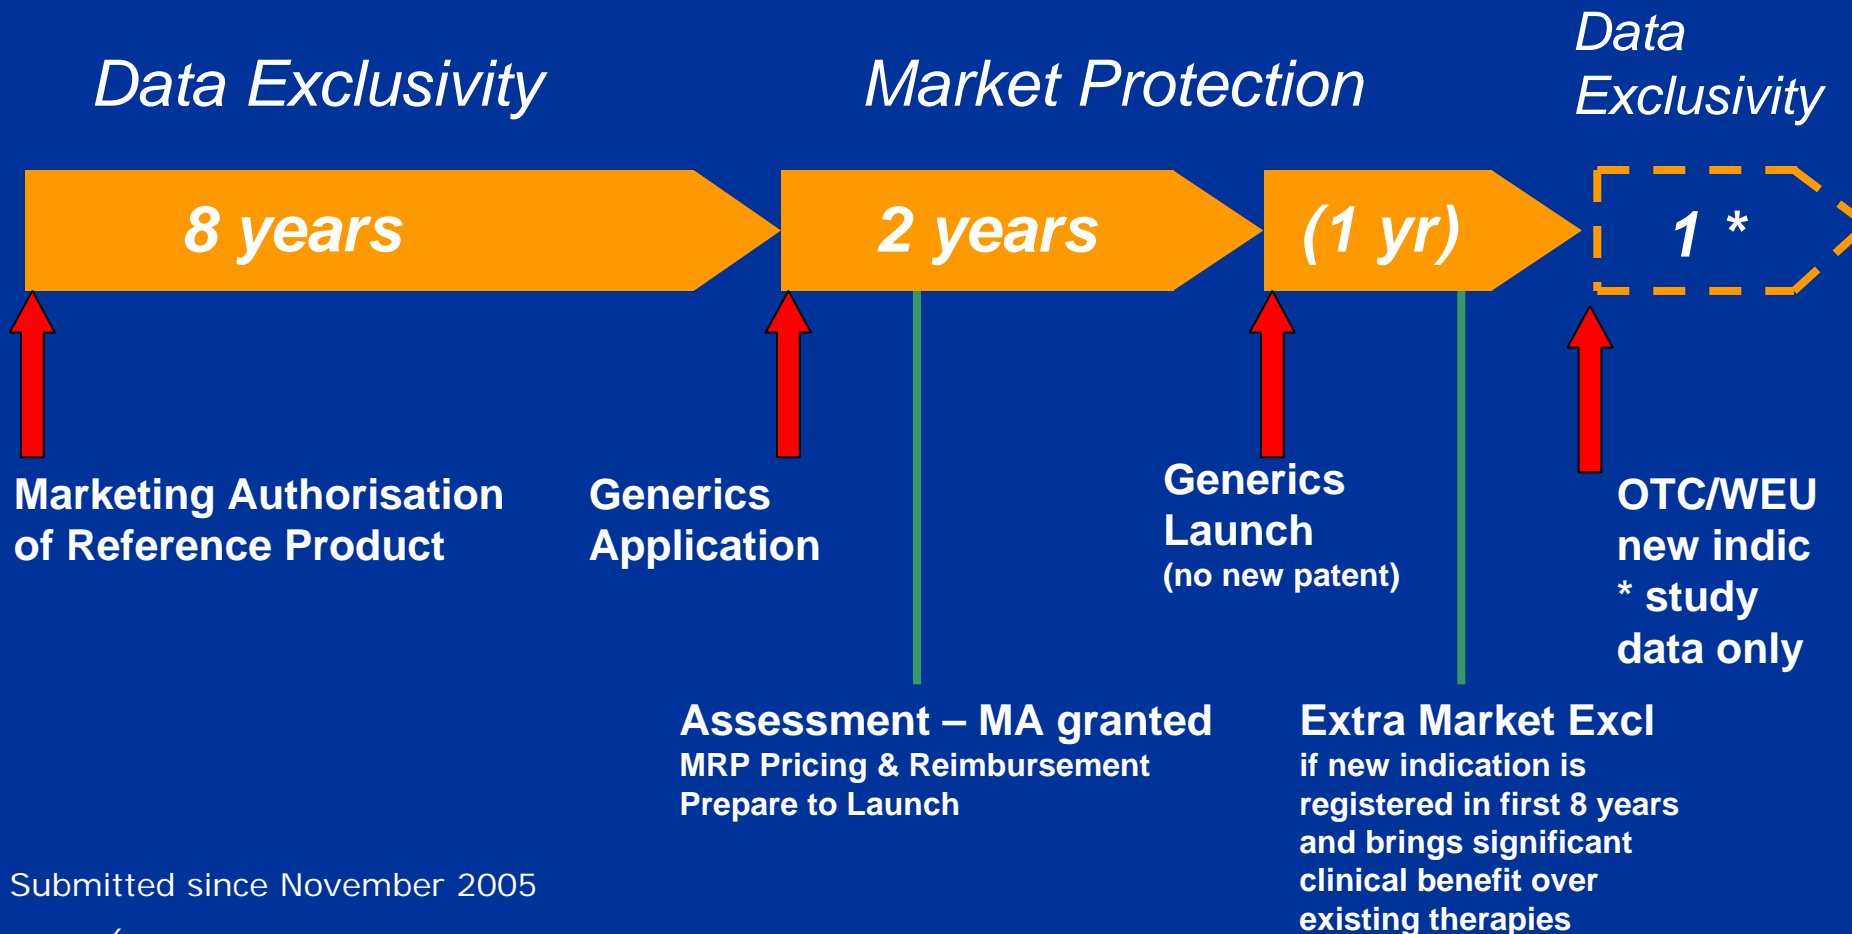 Data Exclusivity
Market Protection
Data
Exclusivity
8 years
2 years
(1 yr)
1 *
Marketing Authorisation
of Reference Product
Generics
Application
Generics
Launch
(no new patent)
OTC/WEU
new indic
* study
data only
Assessment – MA granted
MRP Pricing & Reimbursement
Prepare to Launch
Extra Market Excl
if new indication is
registered in first 8 years
and brings significant
clinical benefit over
existing therapies
Submitted since November 2005